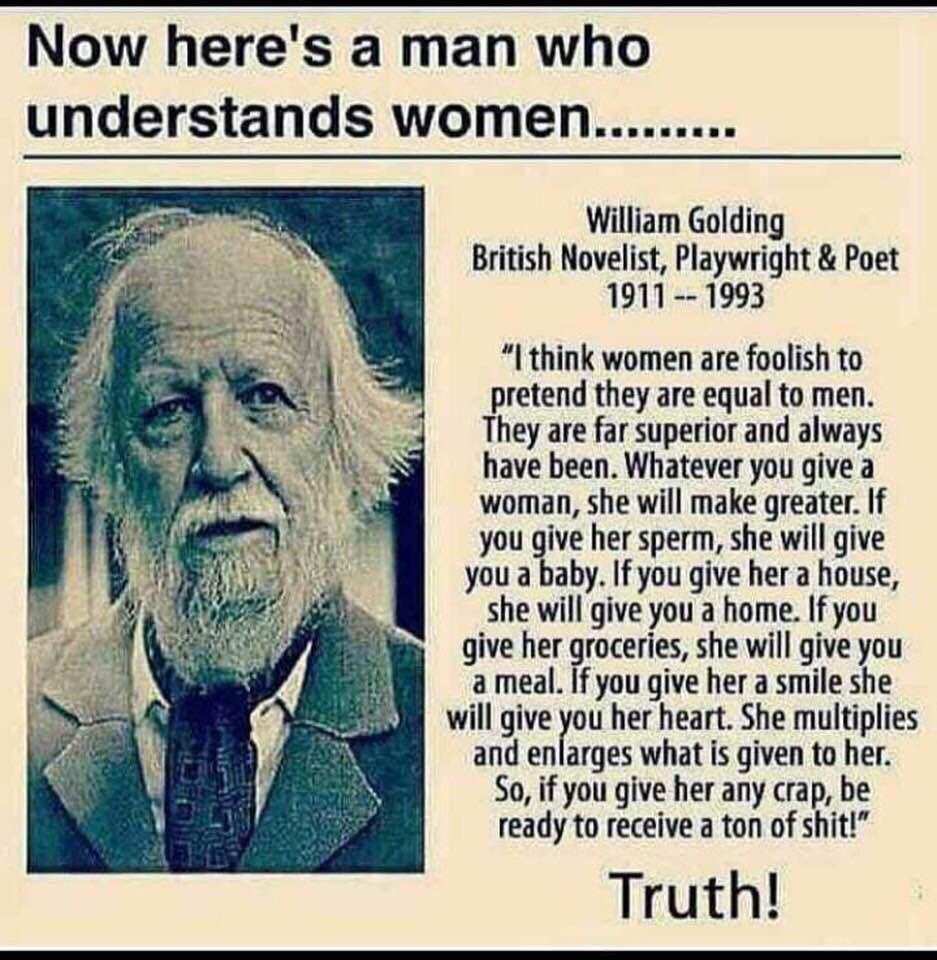 Now here's a man who
understands women.........
William Golding
British Novelist, Playwright & Poet
1911 -- 1993
"I think women are foolish to
pretend they are equal to men.
They are far superior and always
have been. Whatever you give a
woman, she will make greater. If
you give her sperm, she will give
you a baby. If you give her a house,
she will give you a home. If you
give her groceries, she will give you
a meal. If you give her a smile she
will give you her heart. She multiplies
and enlarges what is given to her.
So, if you give her any crap, be
ready to receive a ton of shit!"
Truth!